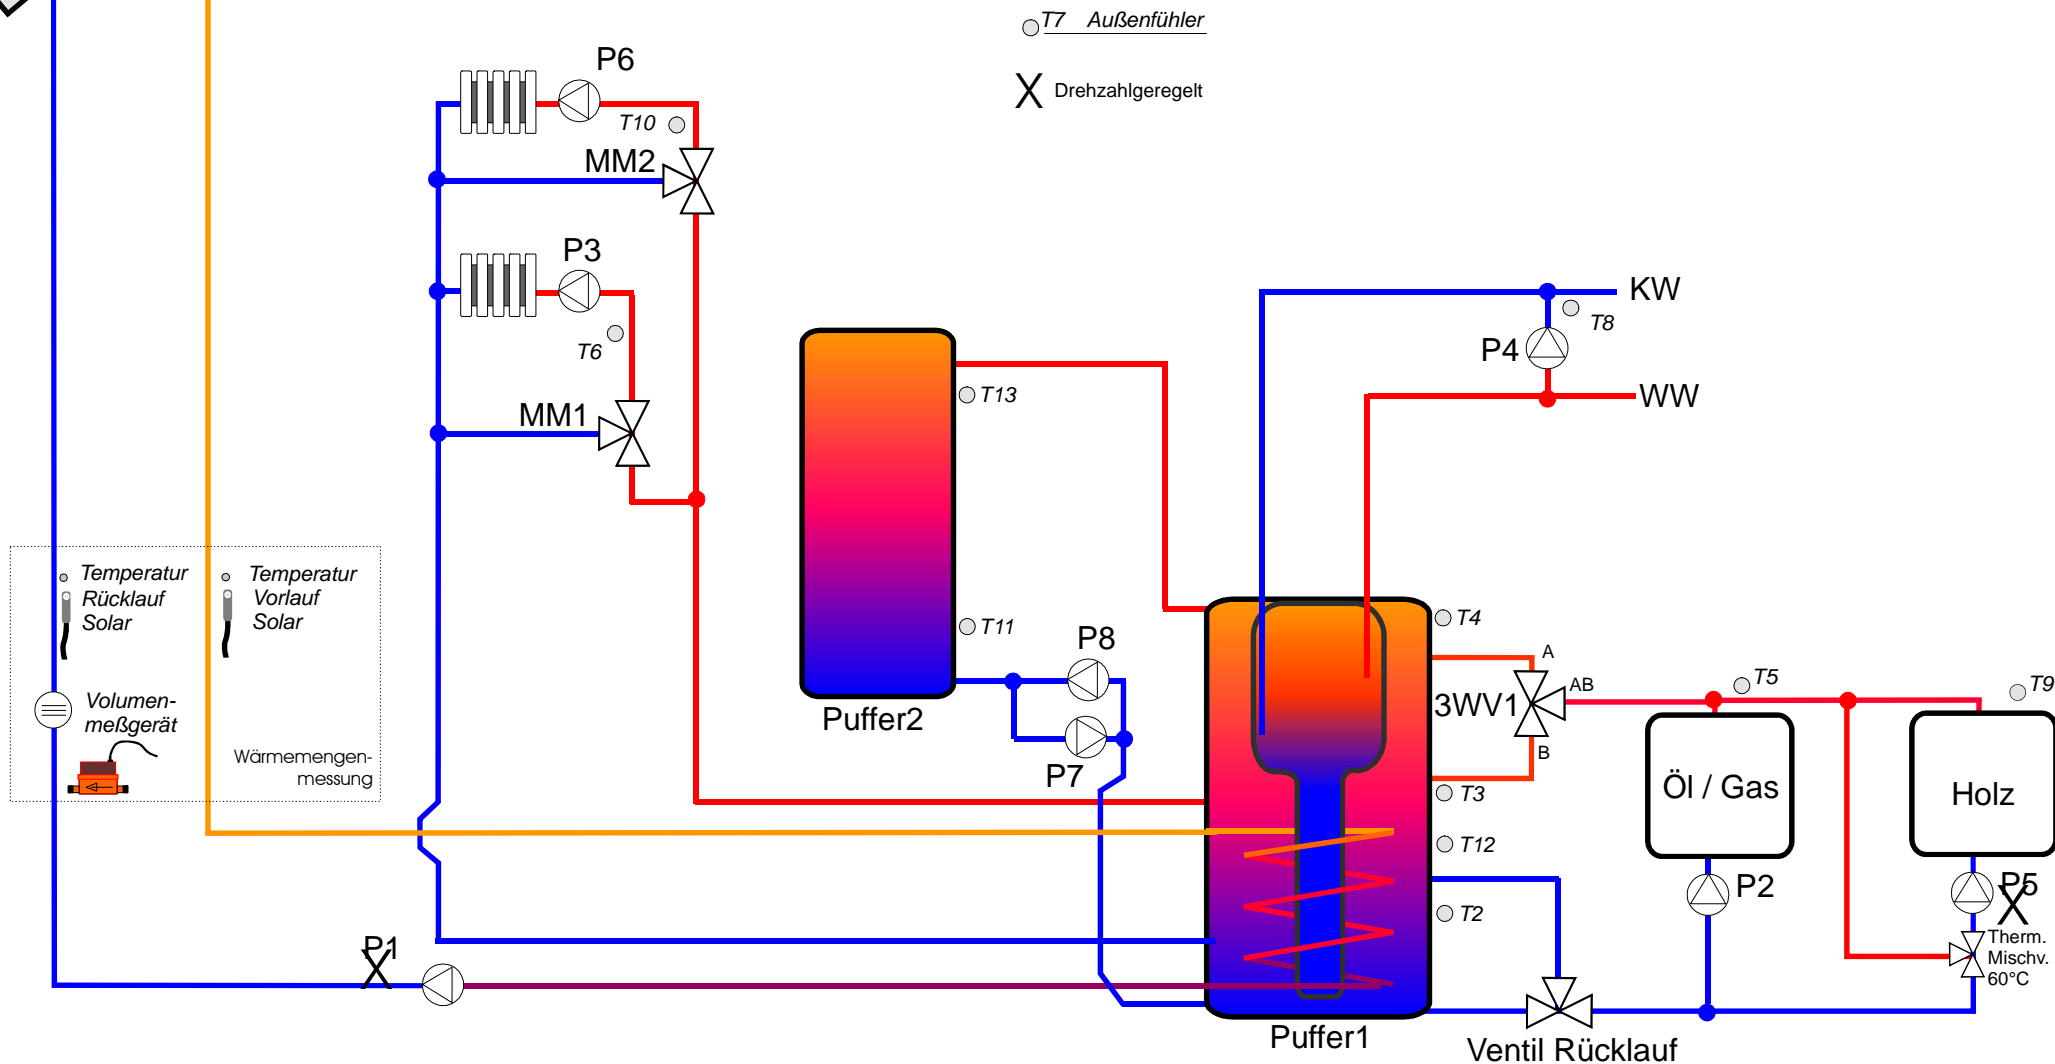 T7 Außenfühler
X Drehzahlgeregelt
P6
T10
MM2
P3
T6
MM1
KW
T8
P4
WW
T13
T11
Puffer2
P8
P7
T4
A
AB
3WV1
B
T5
T9
T3
T12
T2
Öl / Gas
Holz
P2
P5
X
Therm.
Mischv.
60°C
Temperatur
Rücklauf
Solar
Temperatur
Vorlauf
Solar
Volumen-
meßgerät
Wärmemengen-
messung
P1
X
Puffer1
Ventil Rücklauf